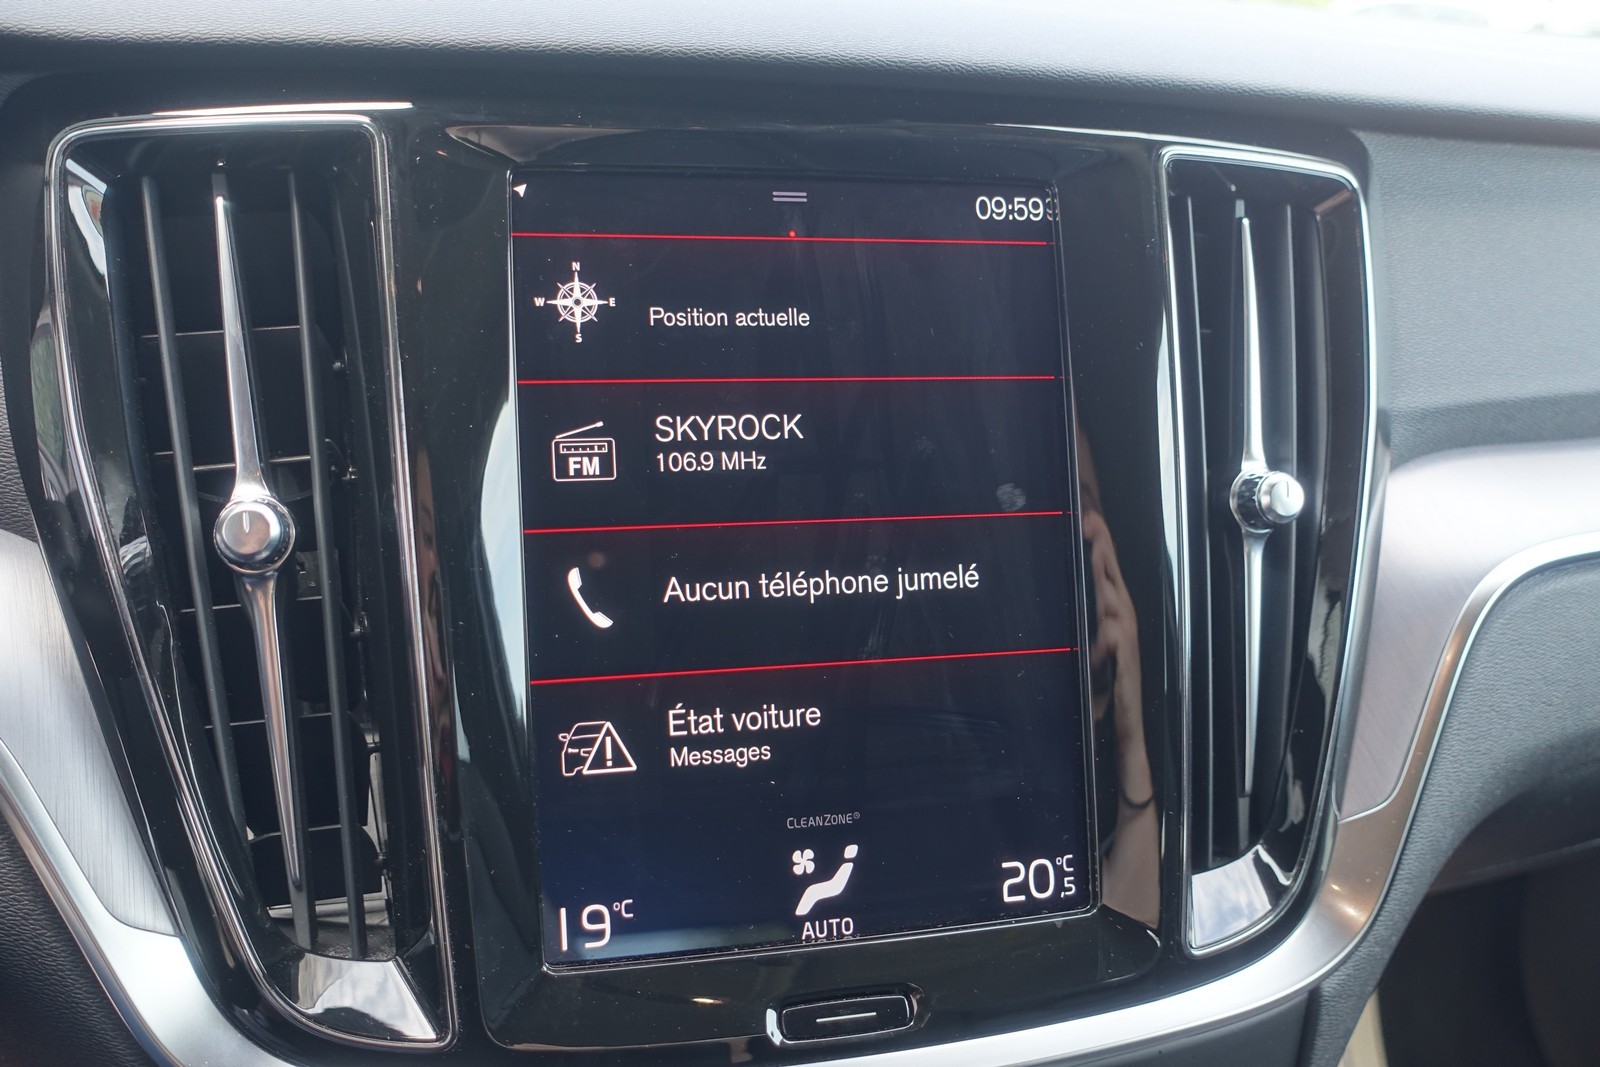 09:59
N
W E
S
Position actuelle
SKYROCK
FM
106.9 MHz
Aucun téléphone jumelé
État voiture
Messages
CLEANZONE®
19°C
20,5°C
AUTO